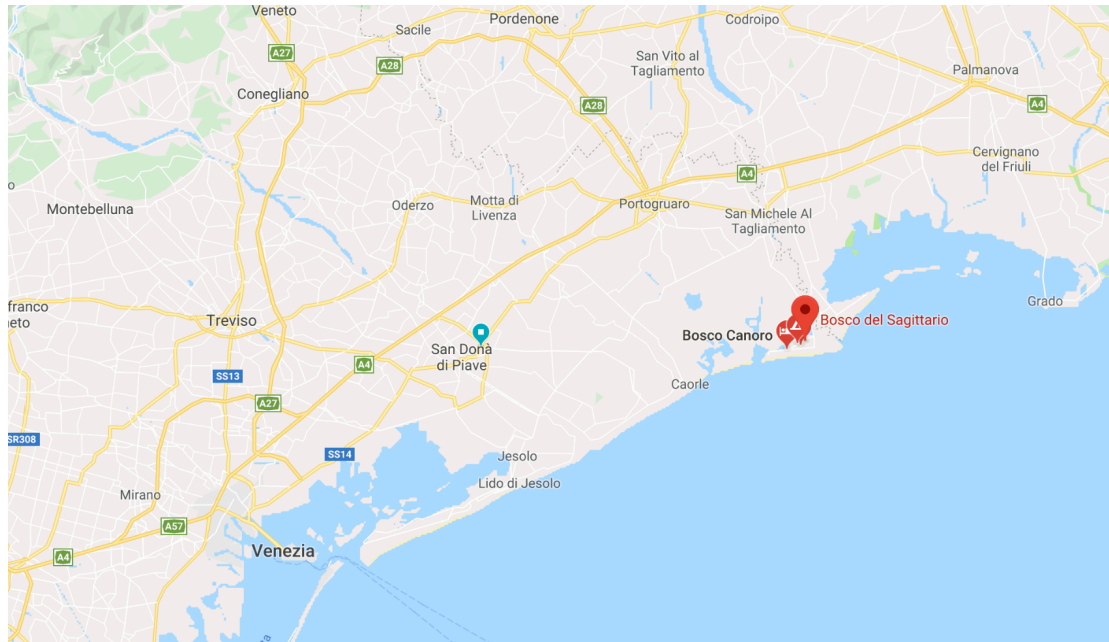 Veneto
Pordenone
Codroipo
Sacile
A27
San Vito al
Tagliamento
A28
Palmanova
Conegliano
A28
A4
Cervignano
del Friuli
A4
Motta di
Livenza
Oderzo
Portogruaro
Montebelluna
San Michele Al
Tagliamento
Grado
franco
neto
Treviso
Bosco del Sagittario
Bosco Canoro
San Donà
di Piave
A4
SS13
Caorle
A27
SR308
SS14
Jesolo
Lido di Jesolo
Mirano
A57
Venezia
A4